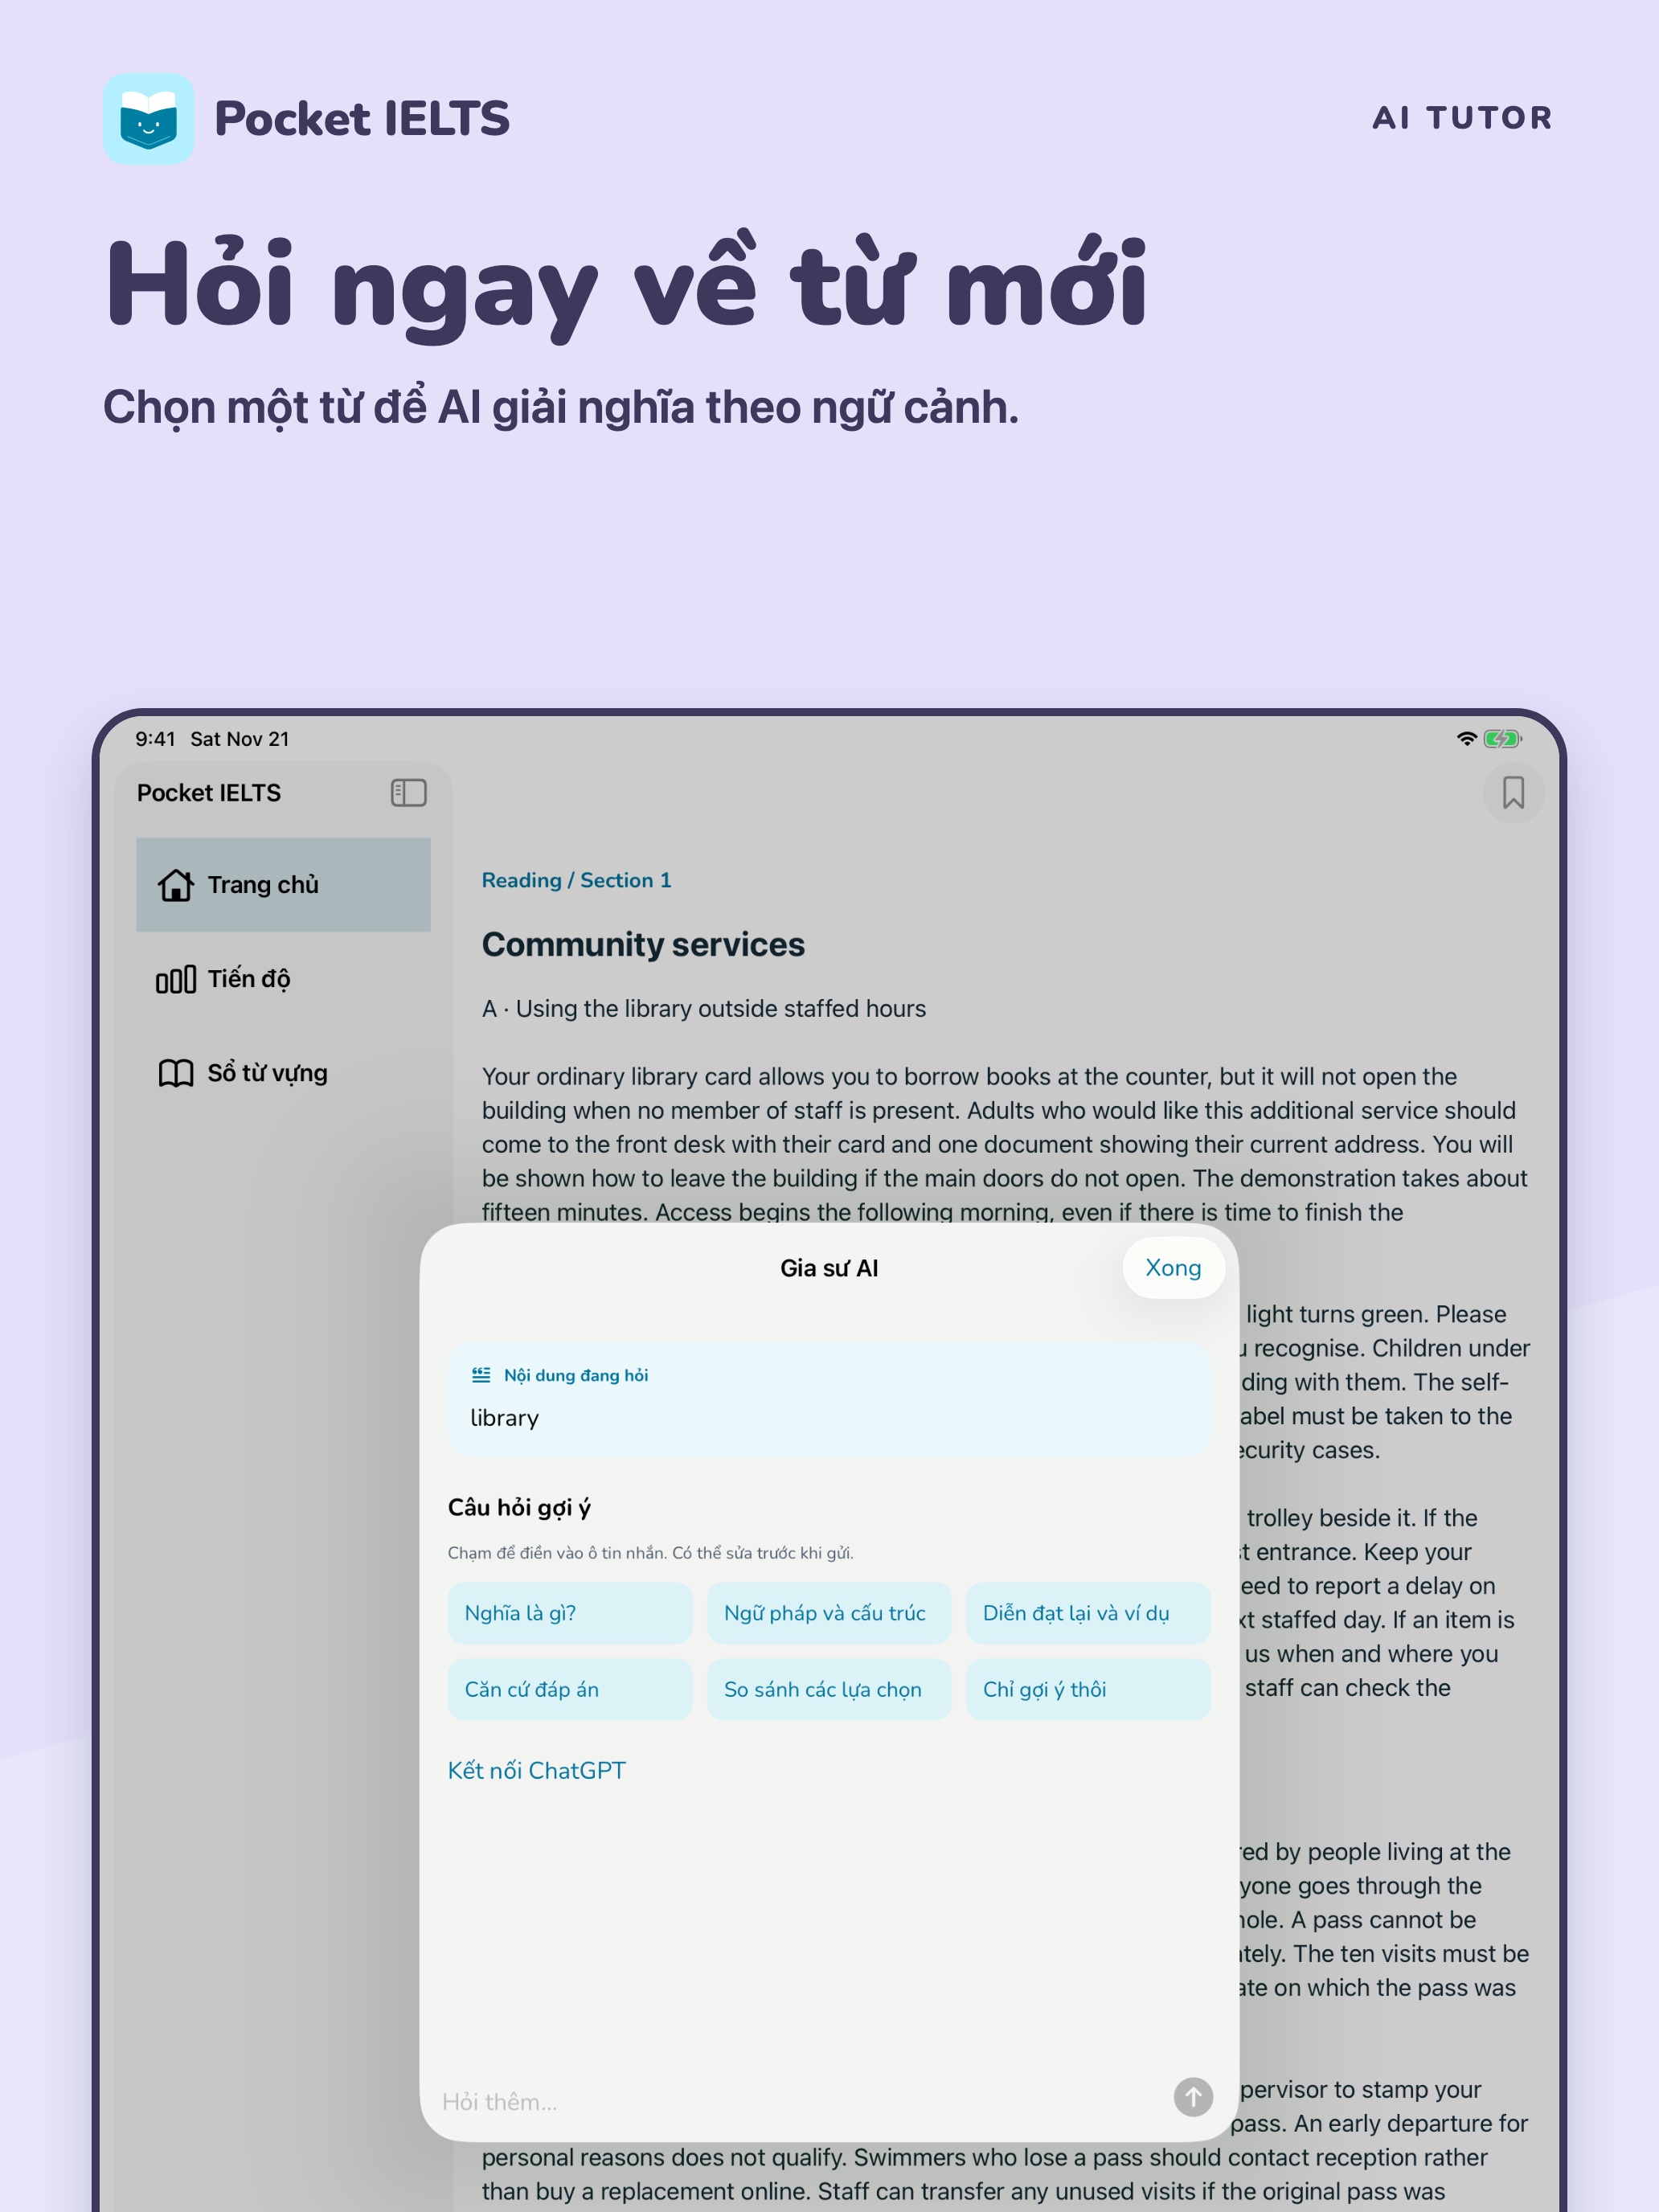 Pocket IELTS
AI TUTOR
Hỏi ngay về từ mới
Chọn một từ để AI giải nghĩa theo ngữ cảnh.
9:41 Sat Nov 21
Pocket IELTS
Trang chủ
Tiến độ
Sổ từ vựng
Reading / Section 1
Community services
A · Using the library outside staffed hours
Your ordinary library card allows you to borrow books at the counter, but it will not open the
building when no member of staff is present. Adults who would like this additional service should
come to the front desk with their card and one document showing their current address. You will
be shown how to leave the building if the main doors do not open. The demonstration takes about
fifteen minutes. Access begins the following morning, even if there is time to finish the
light turns green. Please
recognise. Children under
ding with them. The self-
abel must be taken to the
ecurity cases.
trolley beside it. If the
st entrance. Keep your
eed to report a delay on
xt staffed day. If an item is
us when and where you
staff can check the
red by people living at the
yone goes through the
hole. A pass cannot be
ately. The ten visits must be
ate on which the pass was
pervisor to stamp your
pass. An early departure for
personal reasons does not qualify. Swimmers who lose a pass should contact reception rather
than buy a replacement online. Staff can transfer any unused visits if the original pass was
Gia sư AI
Xong
Nội dung đang hỏi
library
Câu hỏi gợi ý
Chạm để điền vào ô tin nhắn. Có thể sửa trước khi gửi.
Nghĩa là gì?
Ngữ pháp và cấu trúc
Diễn đạt lại và ví dụ
Căn cứ đáp án
So sánh các lựa chọn
Chỉ gợi ý thôi
Kết nối ChatGPT
Hỏi thêm...